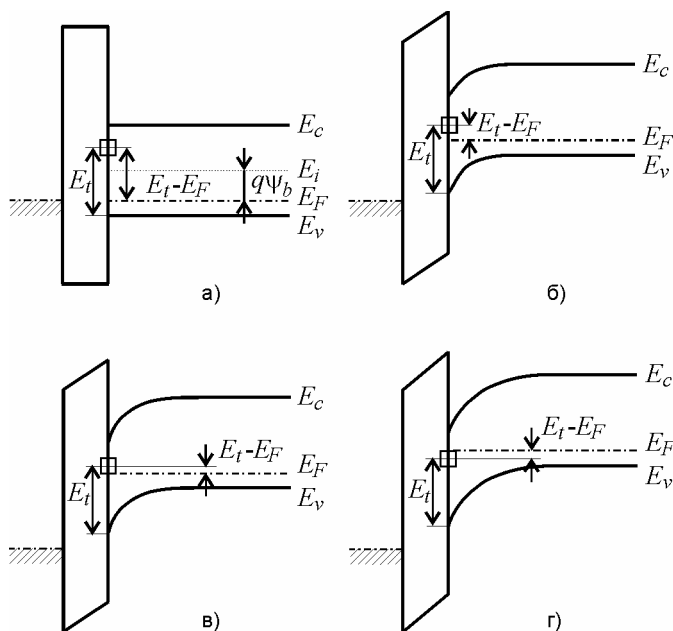 E_c
E_t
E_t-E_F
E_i
qψ_b
E_F
E_v
а)
E_c
E_t-E_F
E_t
E_F
E_v
б)
E_c
E_t-E_F
E_t
E_F
E_v
в)
E_c
E_t-E_F
E_F
E_t
E_v
г)